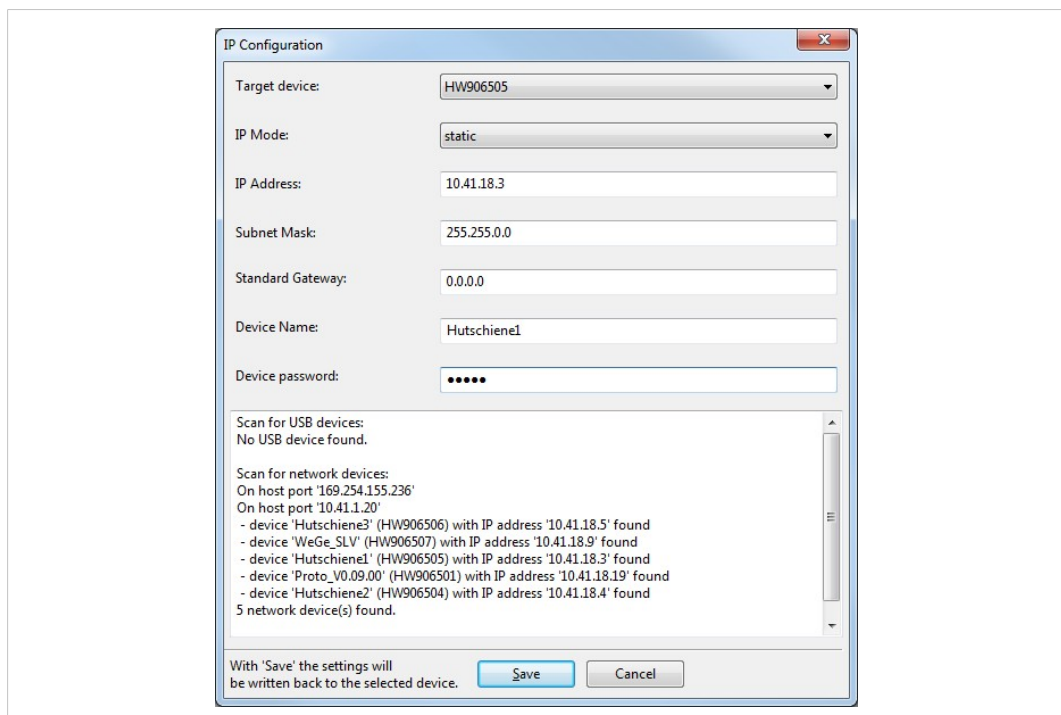 IP Configuration
Target device: HW906505
IP Mode: static
IP Address: 10.41.18.3
Subnet Mask: 255.255.0.0
Standard Gateway: 0.0.0.0
Device Name: Hutschiene1
Device password: •••••
Scan for USB devices:
No USB device found.
Scan for network devices:
On host port '169.254.155.236'
On host port '10.41.1.20'
- device 'Hutschiene3' (HW906506) with IP address '10.41.18.5' found
- device 'WeGe_SLV' (HW906507) with IP address '10.41.18.9' found
- device 'Hutschiene1' (HW906505) with IP address '10.41.18.3' found
- device 'Proto_V0.09.00' (HW906501) with IP address '10.41.18.19' found
- device 'Hutschiene2' (HW906504) with IP address '10.41.18.4' found
5 network device(s) found.
With 'Save' the settings will
be written back to the selected device.
Save Cancel